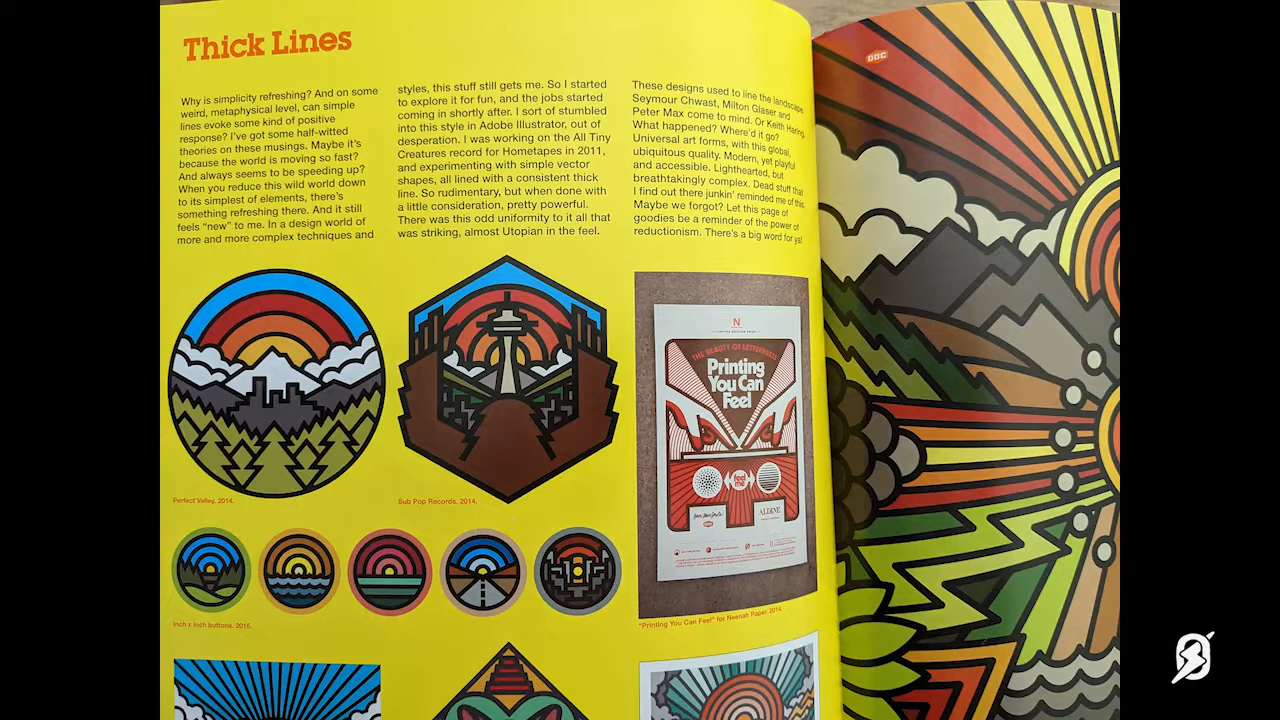 Thick Lines
Why is simplicity refreshing? And on some
weird, metaphysical level, can simple
lines evoke some kind of positive
response? I've got some half-witted
theories on these musings. Maybe it's
because the world is moving so fast?
And always seems to be speeding up?
When you reduce this wild world down
to its simplest of elements, there's
something refreshing there. And it still
feels "new" to me. In a design world of
more and more complex techniques and
styles, this stuff still gets me. So I started
to explore it for fun, and the jobs started
coming in shortly after. I sort of stumbled
into this style in Adobe Illustrator, out of
desperation. I was working on the All Tiny
Creatures record for Hometapes in 2011,
and experimenting with simple vector
shapes, all lined with a consistent thick
line. So rudimentary, but when done with
a little consideration, pretty powerful.
There was this odd uniformity to it all that
was striking, almost Utopian in the feel.
These designs used to line the landscape.
Seymour Chwast, Milton Glaser and
Peter Max come to mind. Or Keith Haring.
What happened? Where'd it go?
Universal art forms, with this global,
ubiquitous quality. Modern, yet playful
and accessible. Lighthearted, but
breathtakingly complex. Dead stuff that
I find out there junkin' reminded me of this.
Maybe we forgot? Let this page of
goodies be a reminder of the power of
reductionism. There's a big word for ya!
DDC
Perfect Valley, 2014.
Sub Pop Records, 2014.
N
LIMITED EDITION PRINT
THE BEAUTY OF LETTERPRESS
Printing
You Can
Feel
feel
me
ALDINE
Inch x Inch buttons, 2015.
"Printing You Can Feel" for Neenah Paper, 2014.